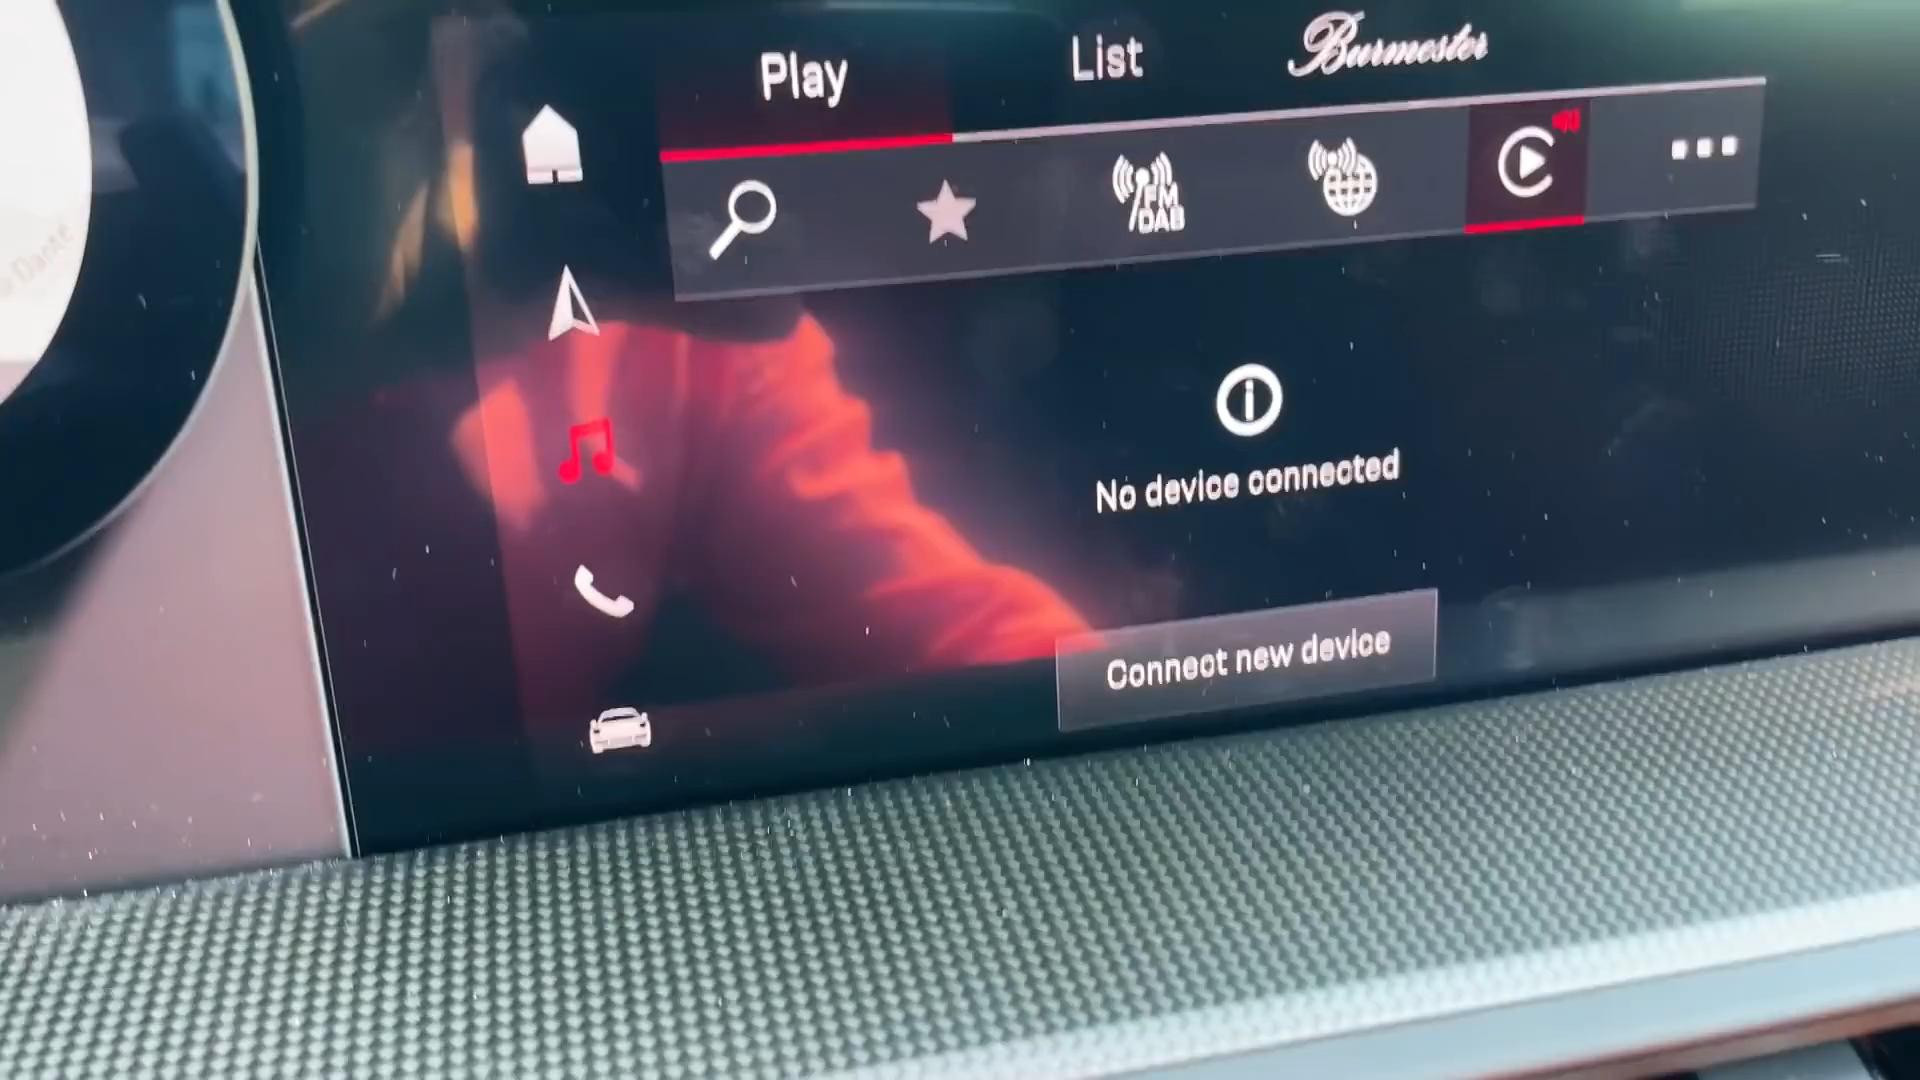 Play
List
Burmester
FM
DAB
No device connected
Connect new device